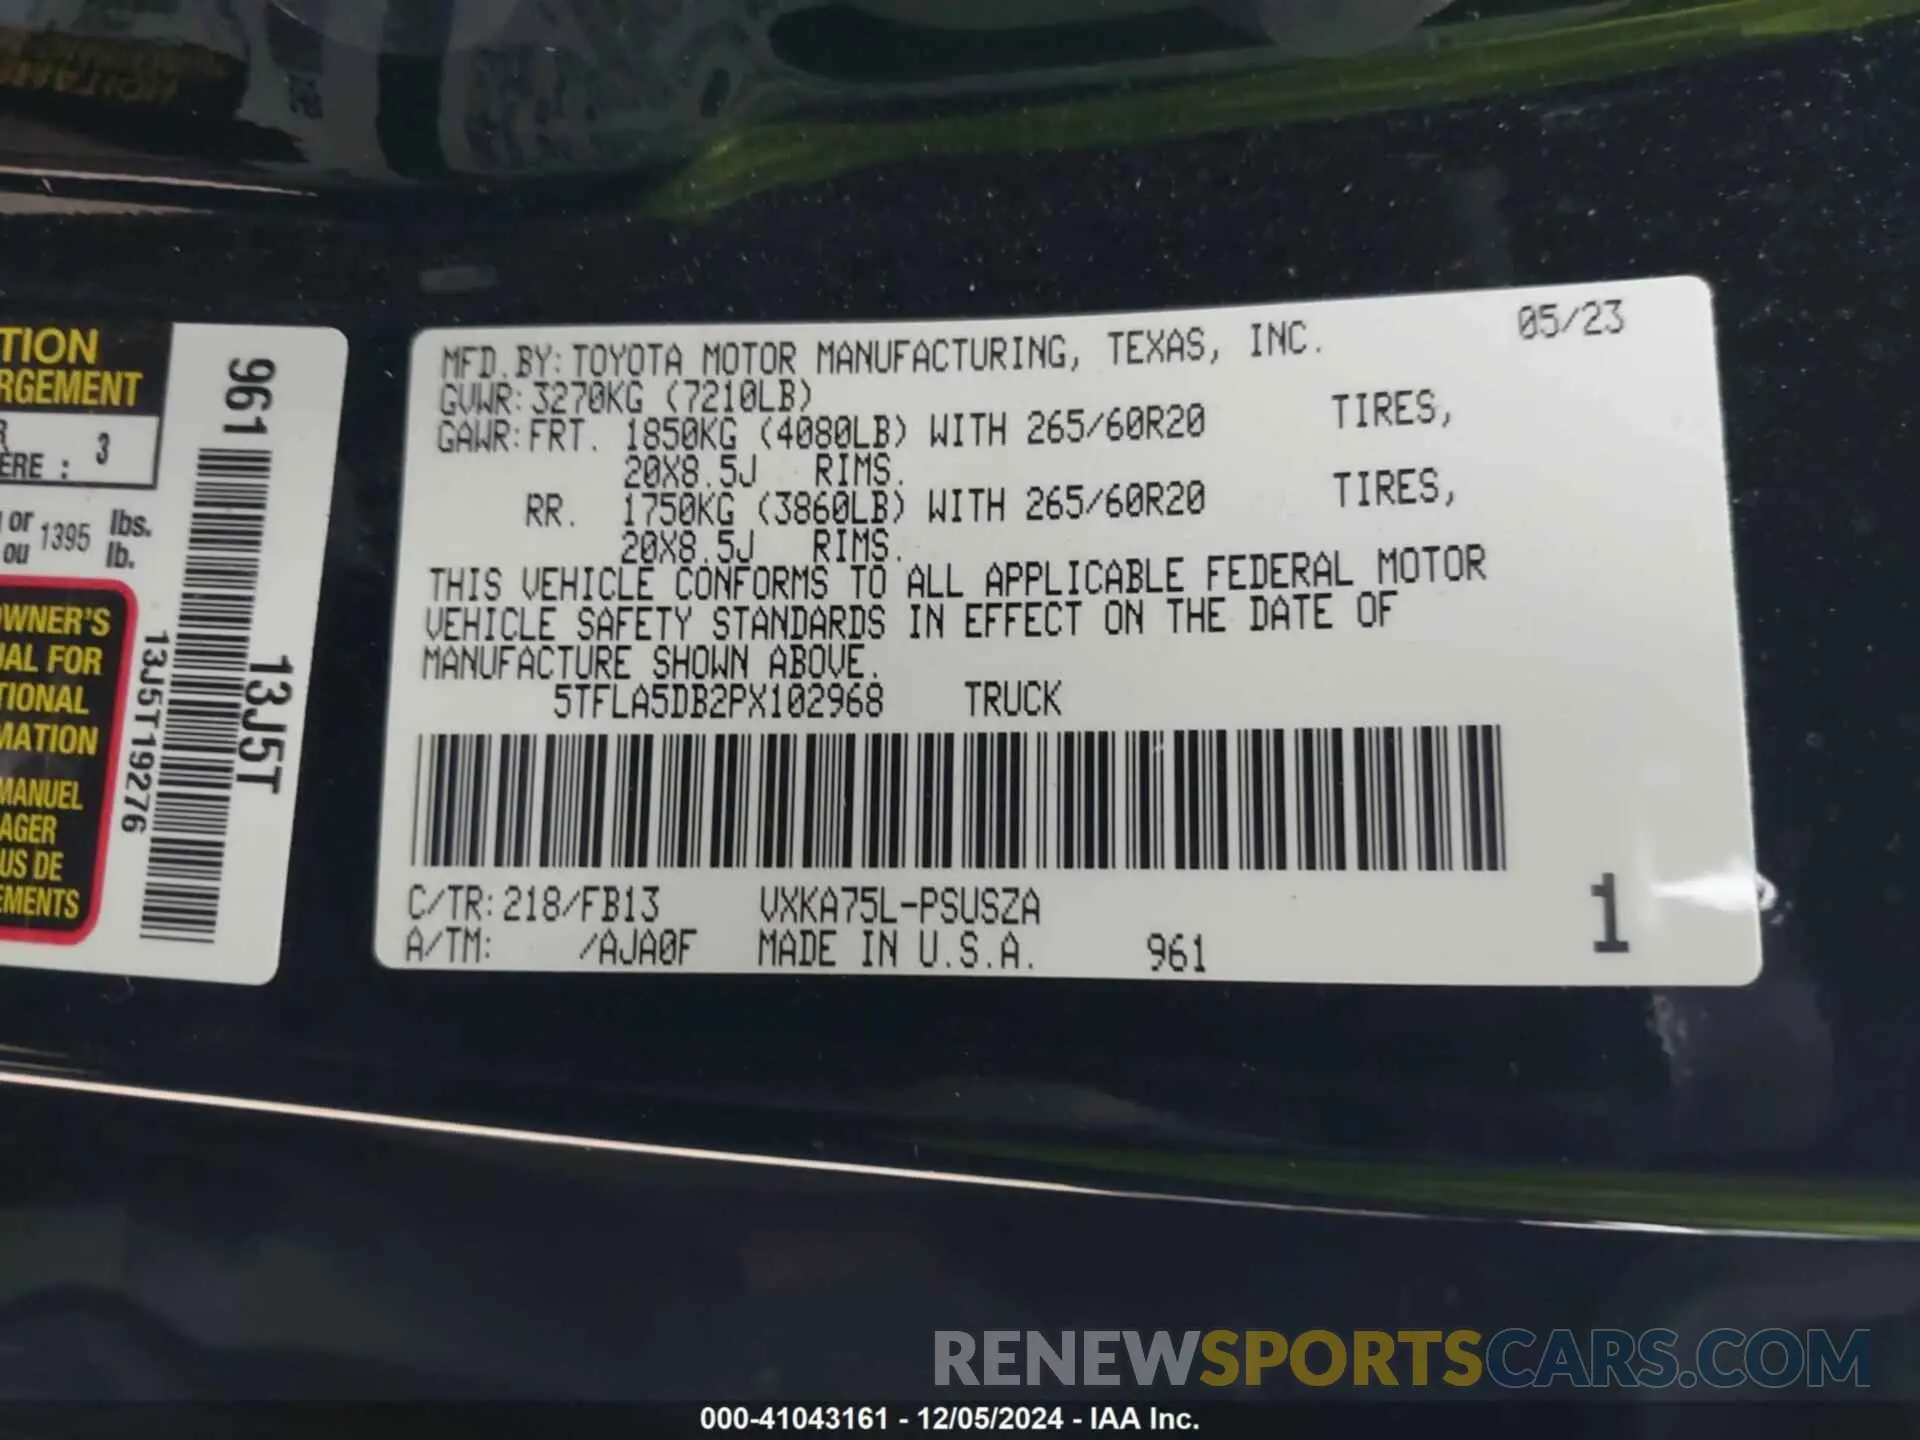 TION
RGEMENT
ERE : 3
or 1395 lbs.
ou lb.
OWNER'S
UAL FOR
TIONAL
MATION
MANUEL
AGER
US DE
EMENTS
961
13J5T
13J5T19276
MFD.BY:TOYOTA MOTOR MANUFACTURING, TEXAS, INC. 05/23
GVWR:3270KG (7210LB)
GAWR:FRT. 1850KG (4080LB) WITH 265/60R20 TIRES,
20X8.5J RIMS.
RR. 1750KG (3860LB) WITH 265/60R20 TIRES,
20X8.5J RIMS.
THIS VEHICLE CONFORMS TO ALL APPLICABLE FEDERAL MOTOR
VEHICLE SAFETY STANDARDS IN EFFECT ON THE DATE OF
MANUFACTURE SHOWN ABOVE.
5TFLA5DB2PX102968 TRUCK
C/TR:218/FB13 VXKA75L-PSUSZA
A/TM: /AJA0F MADE IN U.S.A. 961
1
RENEWSPORTSCARS.COM
000-41043161 - 12/05/2024 - IAA Inc.